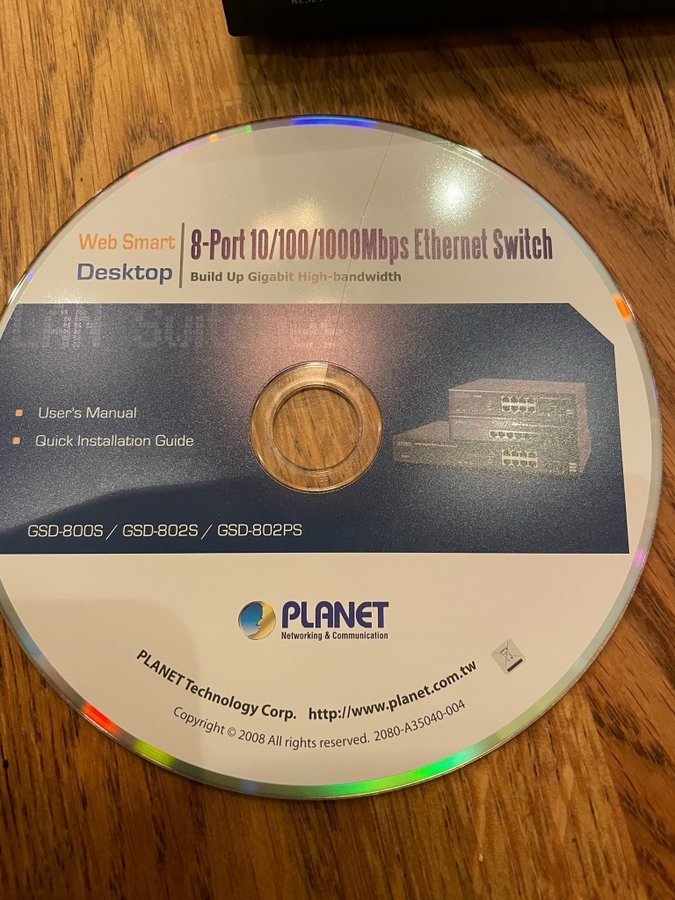 Web Smart
Desktop
8-Port 10/100/1000Mbps Ethernet Switch
Build Up Gigabit High-bandwidth
LAN Switches
User's Manual
Quick Installation Guide
GSD-800S / GSD-802S / GSD-802PS
PLANET
Networking & Communication
PLANET Technology Corp. http://www.planet.com.tw
Copyright © 2008 All rights reserved. 2080-A35040-004